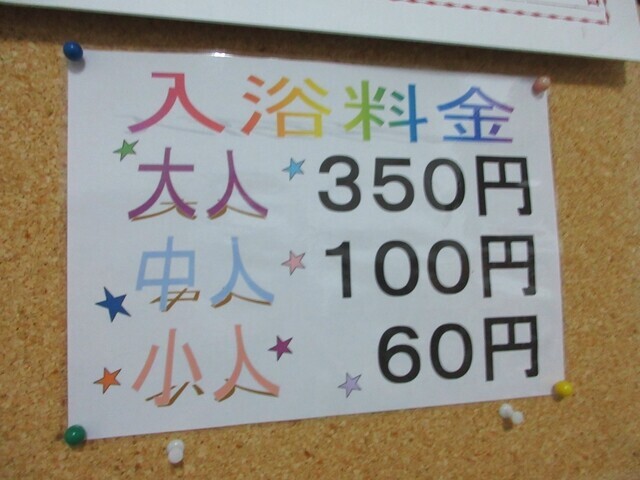 入浴料金
大人 350円
中人 100円
小人 60円